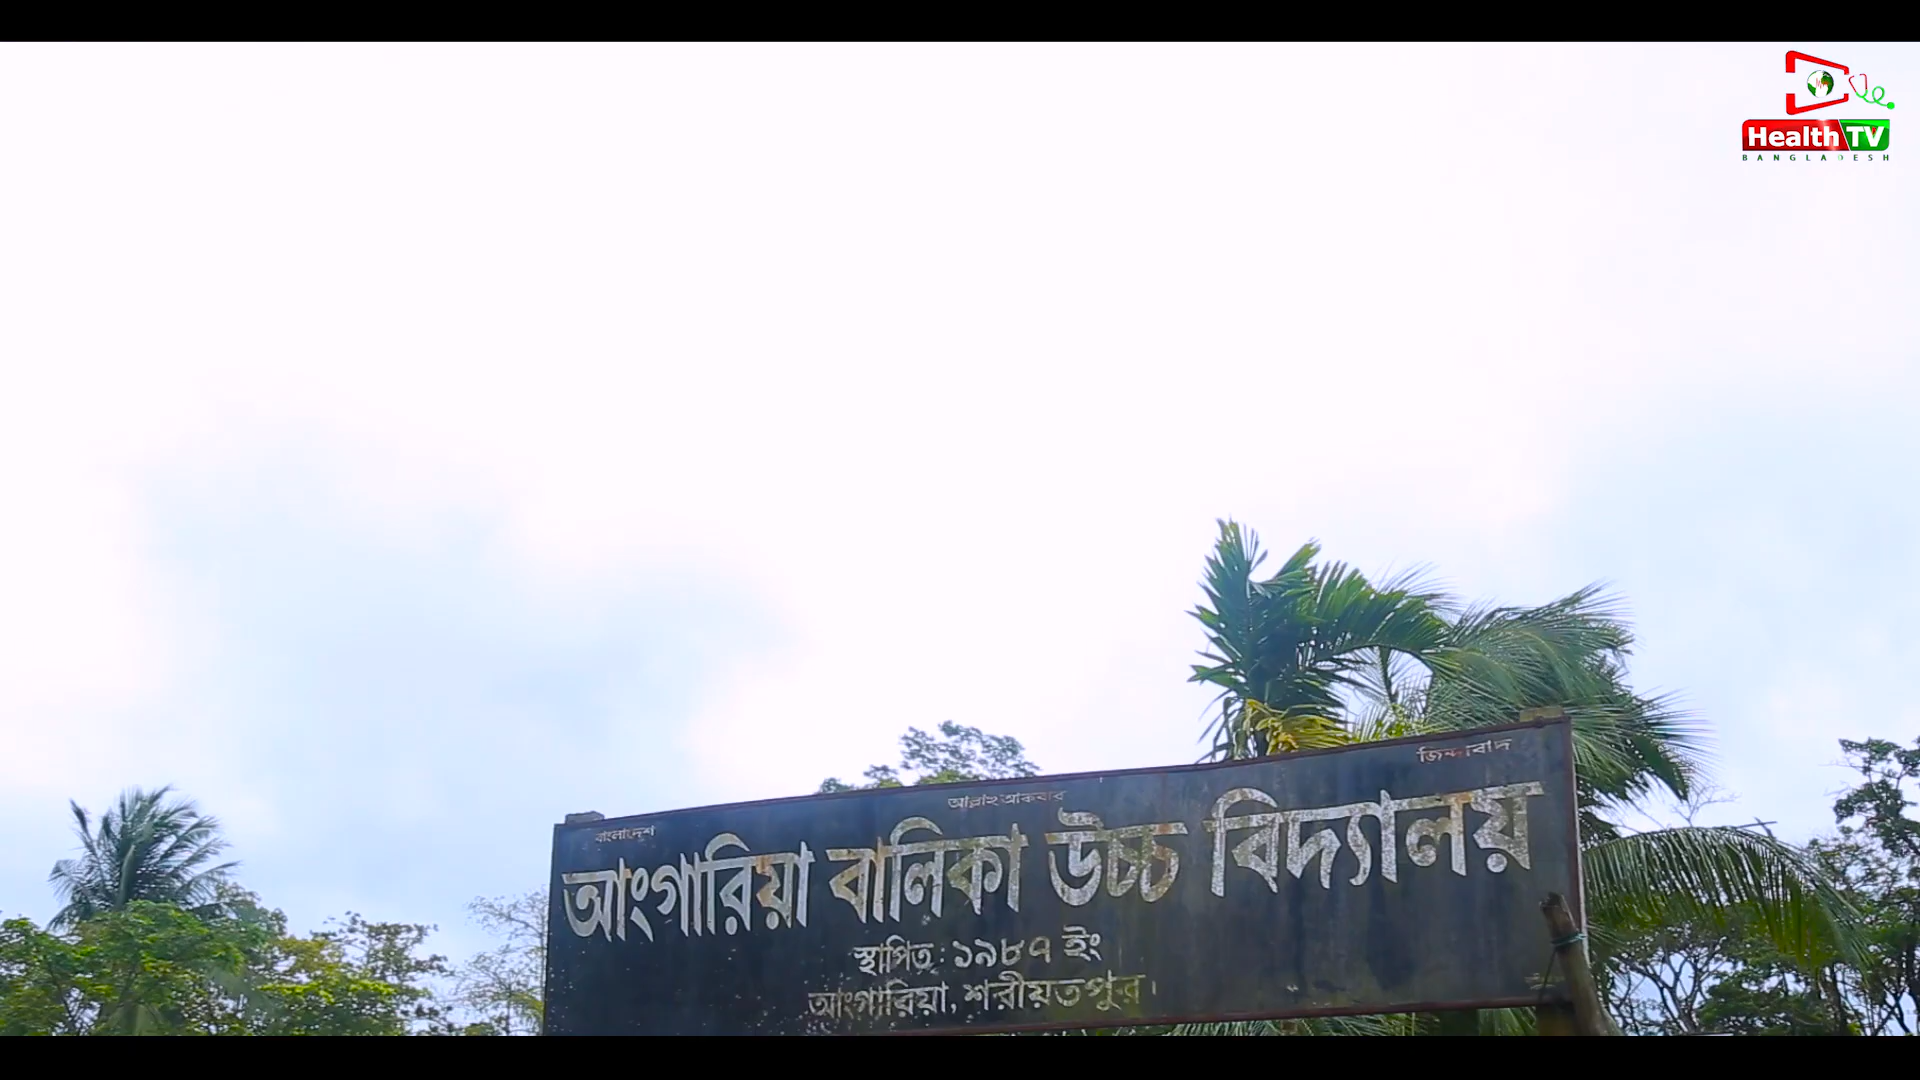 Health TV
BANGLADESH
বাংলাদেশ আল্লাহ আকবার জিন্দাবাদ
আংগারিয়া বালিকা উচ্চ বিদ্যালয়
স্থাপিত: ১৯৮৭ ইং
আংগারিয়া, শরীয়তপুর।